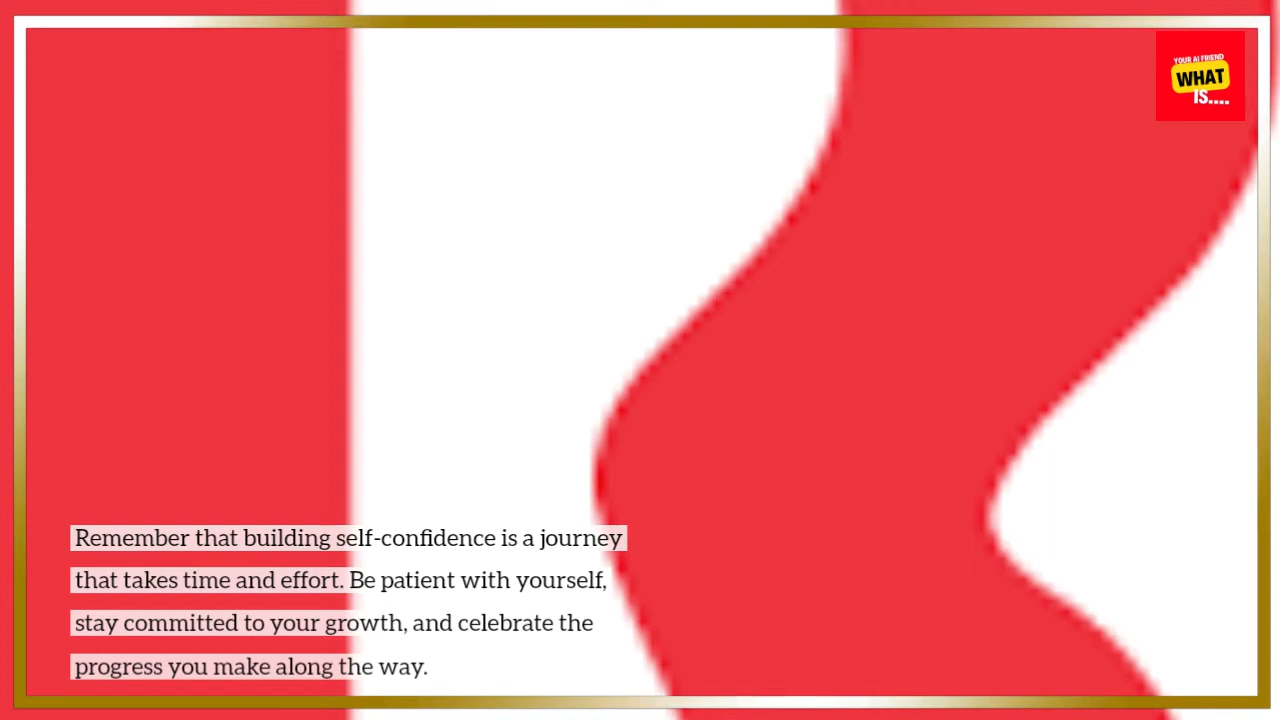 YOUR AI FRIEND
WHAT
IS....
Remember that building self-confidence is a journey
that takes time and effort. Be patient with yourself,
stay committed to your growth, and celebrate the
progress you make along the way.